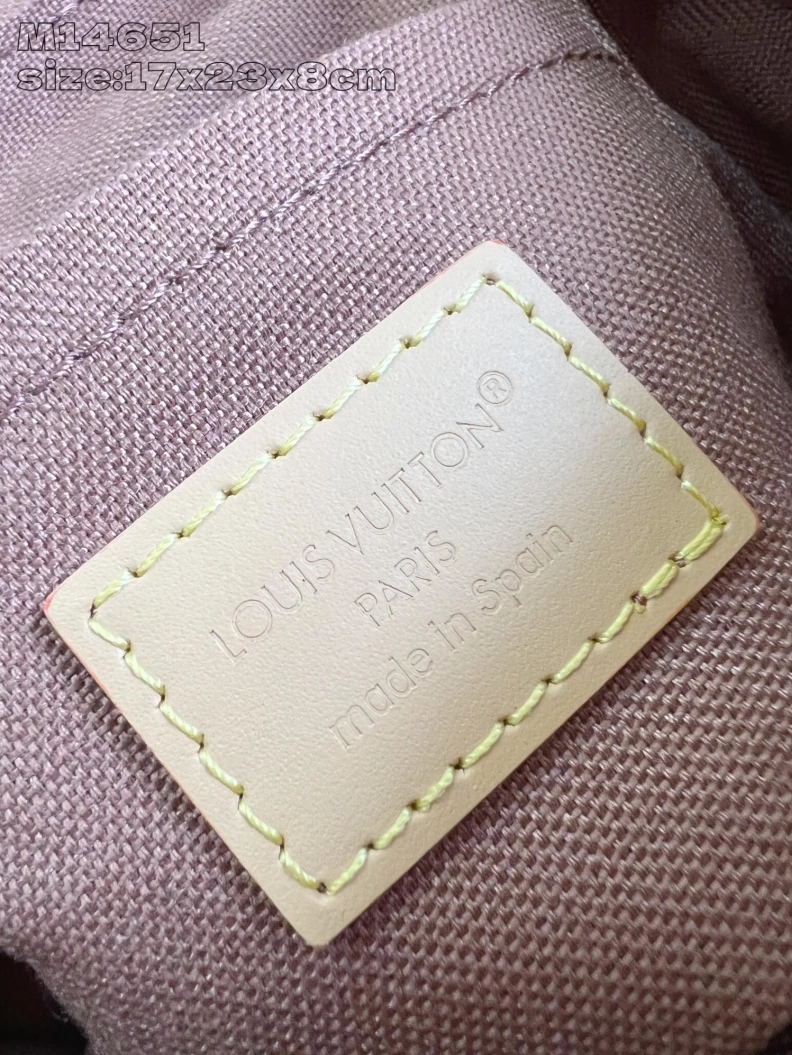 M14651
size:17x23x8cm
LOUIS VUITTON®
PARIS
made in Spain